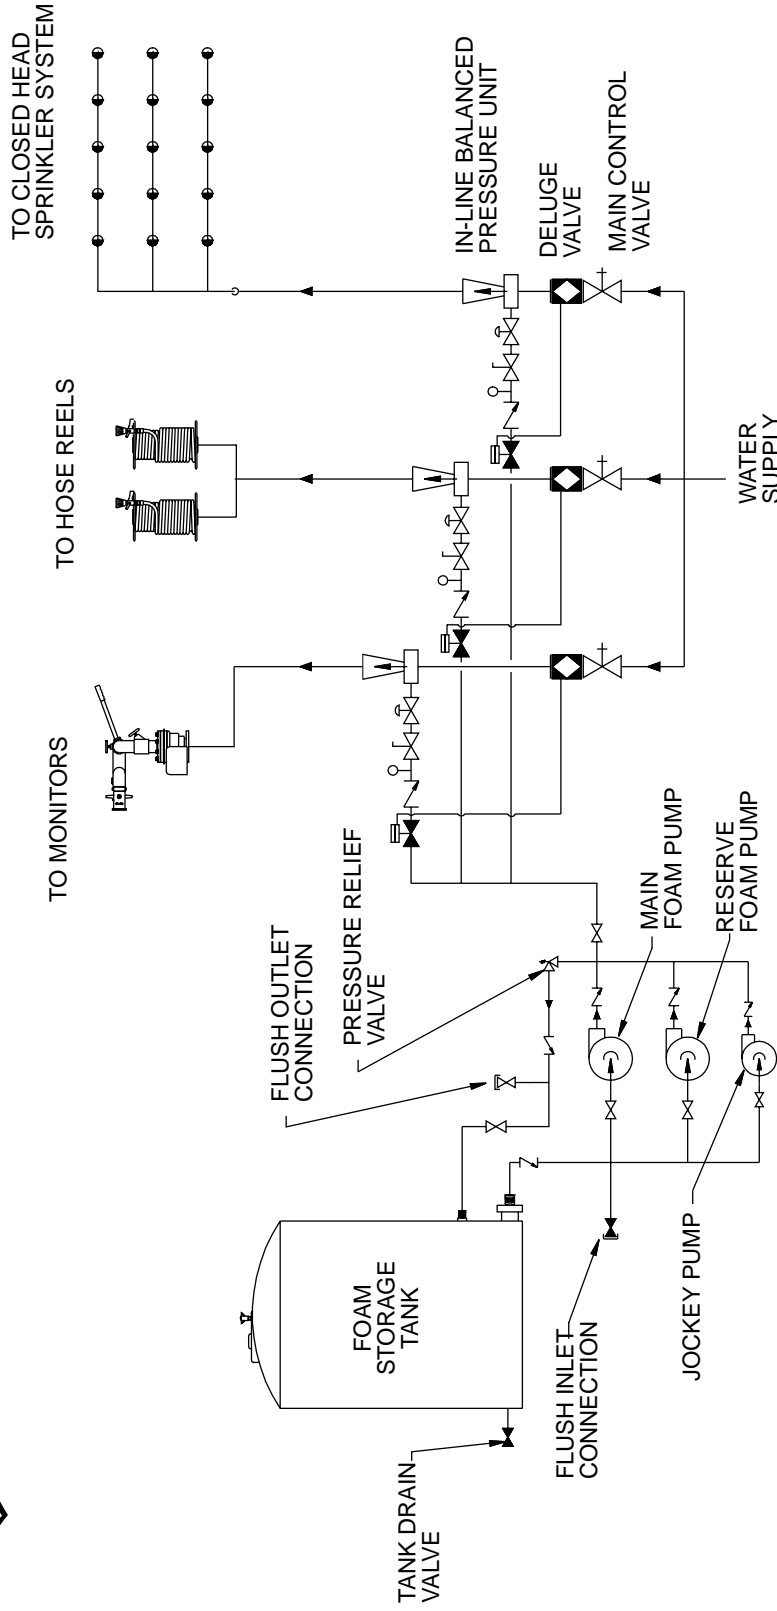 TO MONITORS
TO HOSE REELS
TO CLOSED HEAD
SPRINKLER SYSTEM
IN-LINE BALANCED
PRESSURE UNIT
DELUGE
VALVE
MAIN CONTROL
VALVE
WATER
SUPPLY
FLUSH OUTLET
CONNECTION
PRESSURE RELIEF
VALVE
MAIN
FOAM PUMP
RESERVE
FOAM PUMP
FOAM
STORAGE
TANK
TANK DRAIN
VALVE
FLUSH INLET
CONNECTION
JOCKEY PUMP